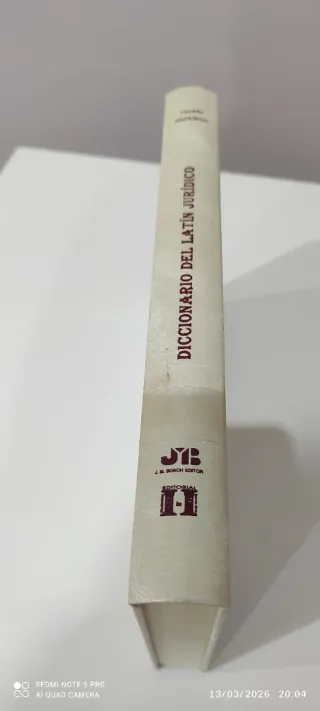 DICCIONARIO DEL LATÍN JURÍDICO
JB
J. M. BOSCH EDITOR
EDITORIAL
REDMI NOTE 9 PRO
AI QUAD CAMERA
13/03/2026 20:04